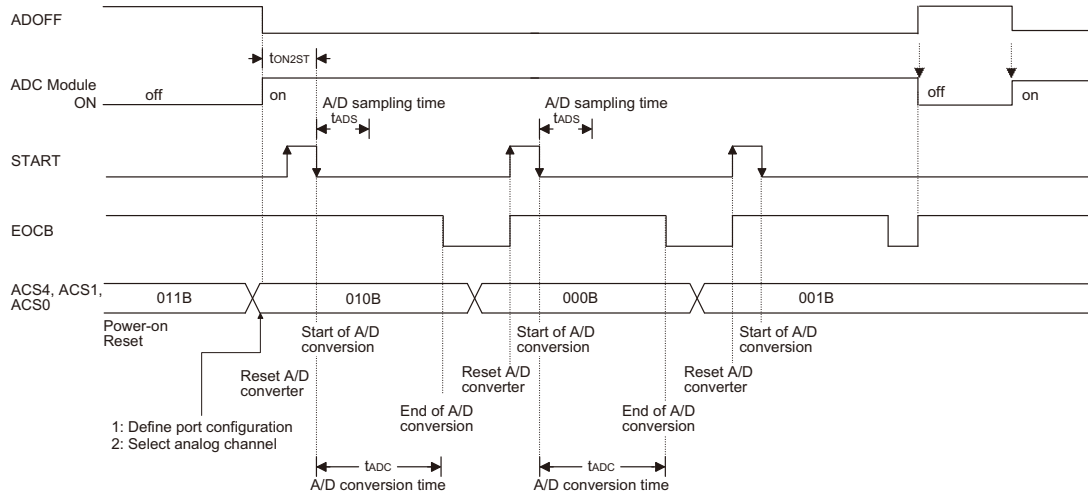 ADOFF
tON2ST
ADC Module
ON
off
on
off
on
A/D sampling time
tADS
A/D sampling time
tADS
START
EOCB
ACS4, ACS1,
ACS0
011B
010B
000B
001B
Power-on
Reset
Start of A/D
conversion
Start of A/D
conversion
Start of A/D
conversion
Reset A/D
converter
Reset A/D
converter
Reset A/D
converter
End of A/D
conversion
End of A/D
conversion
1: Define port configuration
2: Select analog channel
tADC
A/D conversion time
tADC
A/D conversion time